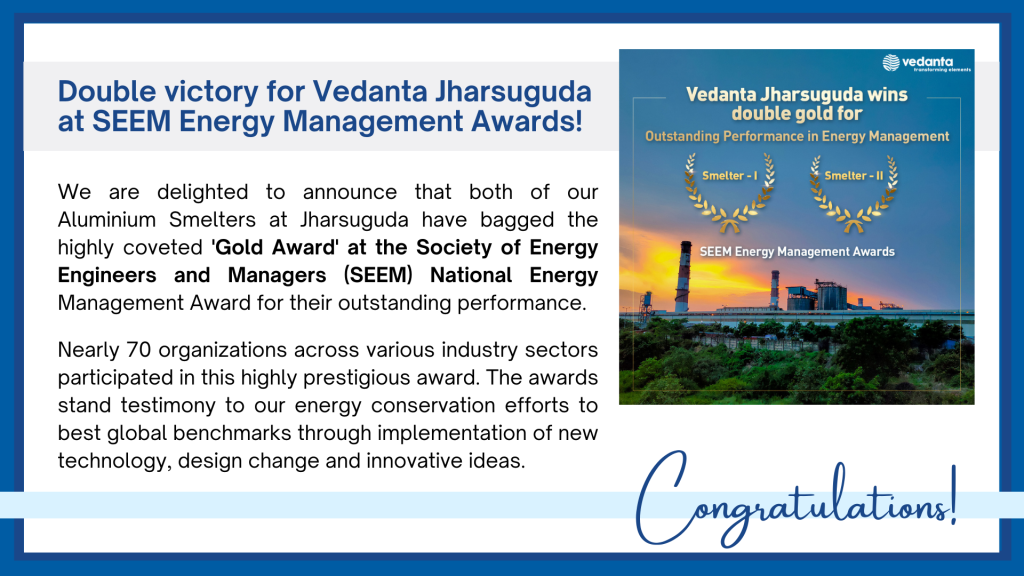 Double victory for Vedanta Jharsuguda
at SEEM Energy Management Awards!
We are delighted to announce that both of our
Aluminium Smelters at Jharsuguda have bagged the
highly coveted 'Gold Award' at the Society of Energy
Engineers and Managers (SEEM) National Energy
Management Award for their outstanding performance.
Nearly 70 organizations across various industry sectors
participated in this highly prestigious award. The awards
stand testimony to our energy conservation efforts to
best global benchmarks through implementation of new
technology, design change and innovative ideas.
vedanta
transforming elements
Vedanta Jharsuguda wins
double gold for
Outstanding Performance in Energy Management
Smelter - I
Smelter - II
SEEM Energy Management Awards
Congratulations!